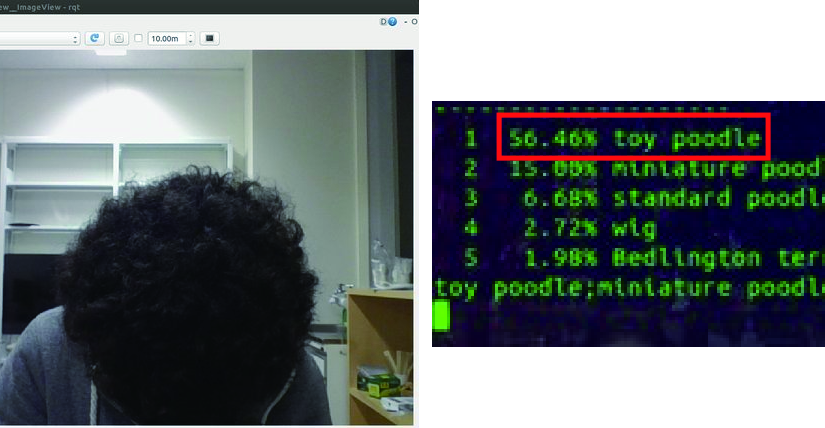 ew__ImageView - rqt
D? - O
10.00m
1 56.46% toy poodle
2 15.00% miniature pood
3 6.68% standard poodle
4 2.72% wig
5 1.98% Bedlington ter
toy poodle;miniature poodle